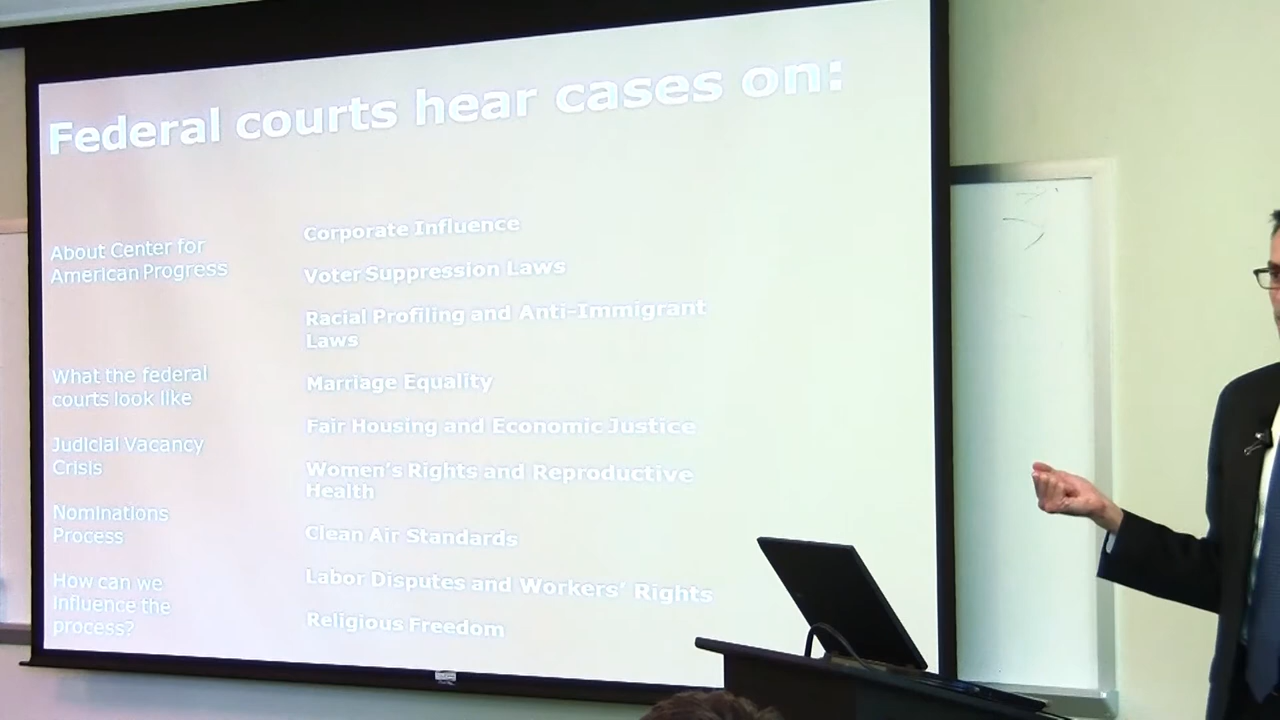 Federal courts hear cases on:
About Center for
American Progress
What the federal
courts look like
Judicial Vacancy
Crisis
Nominations
Process
How can we
influence the
process?
Corporate Influence
Voter Suppression Laws
Racial Profiling and Anti-Immigrant
Laws
Marriage Equality
Fair Housing and Economic Justice
Women's Rights and Reproductive
Health
Clean Air Standards
Labor Disputes and Workers' Rights
Religious Freedom